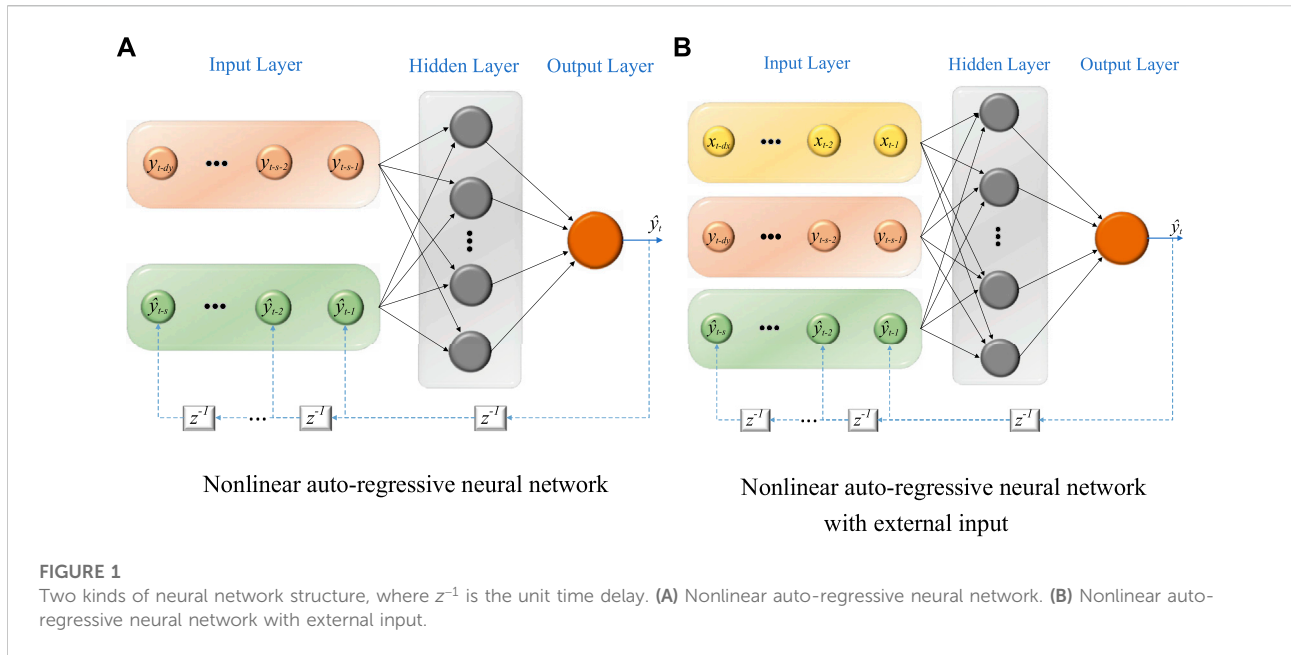 A
Input Layer
Hidden Layer
Output Layer
y_{t-dy} ••• y_{t-s-2} y_{t-s-1}
ŷ_t
ŷ_{t-s} ••• ŷ_{t-2} ŷ_{t-1}
z^{-1} ••• z^{-1} z^{-1}
Nonlinear auto-regressive neural network
B
Input Layer
Hidden Layer
Output Layer
x_{t-dx} ••• x_{t-2} x_{t-1}
y_{t-dy} ••• y_{t-s-2} y_{t-s-1}
ŷ_t
ŷ_{t-s} ••• ŷ_{t-2} ŷ_{t-1}
z^{-1} ••• z^{-1} z^{-1}
Nonlinear auto-regressive neural network
with external input
FIGURE 1
Two kinds of neural network structure, where z⁻¹ is the unit time delay. (A) Nonlinear auto-regressive neural network. (B) Nonlinear auto-
regressive neural network with external input.